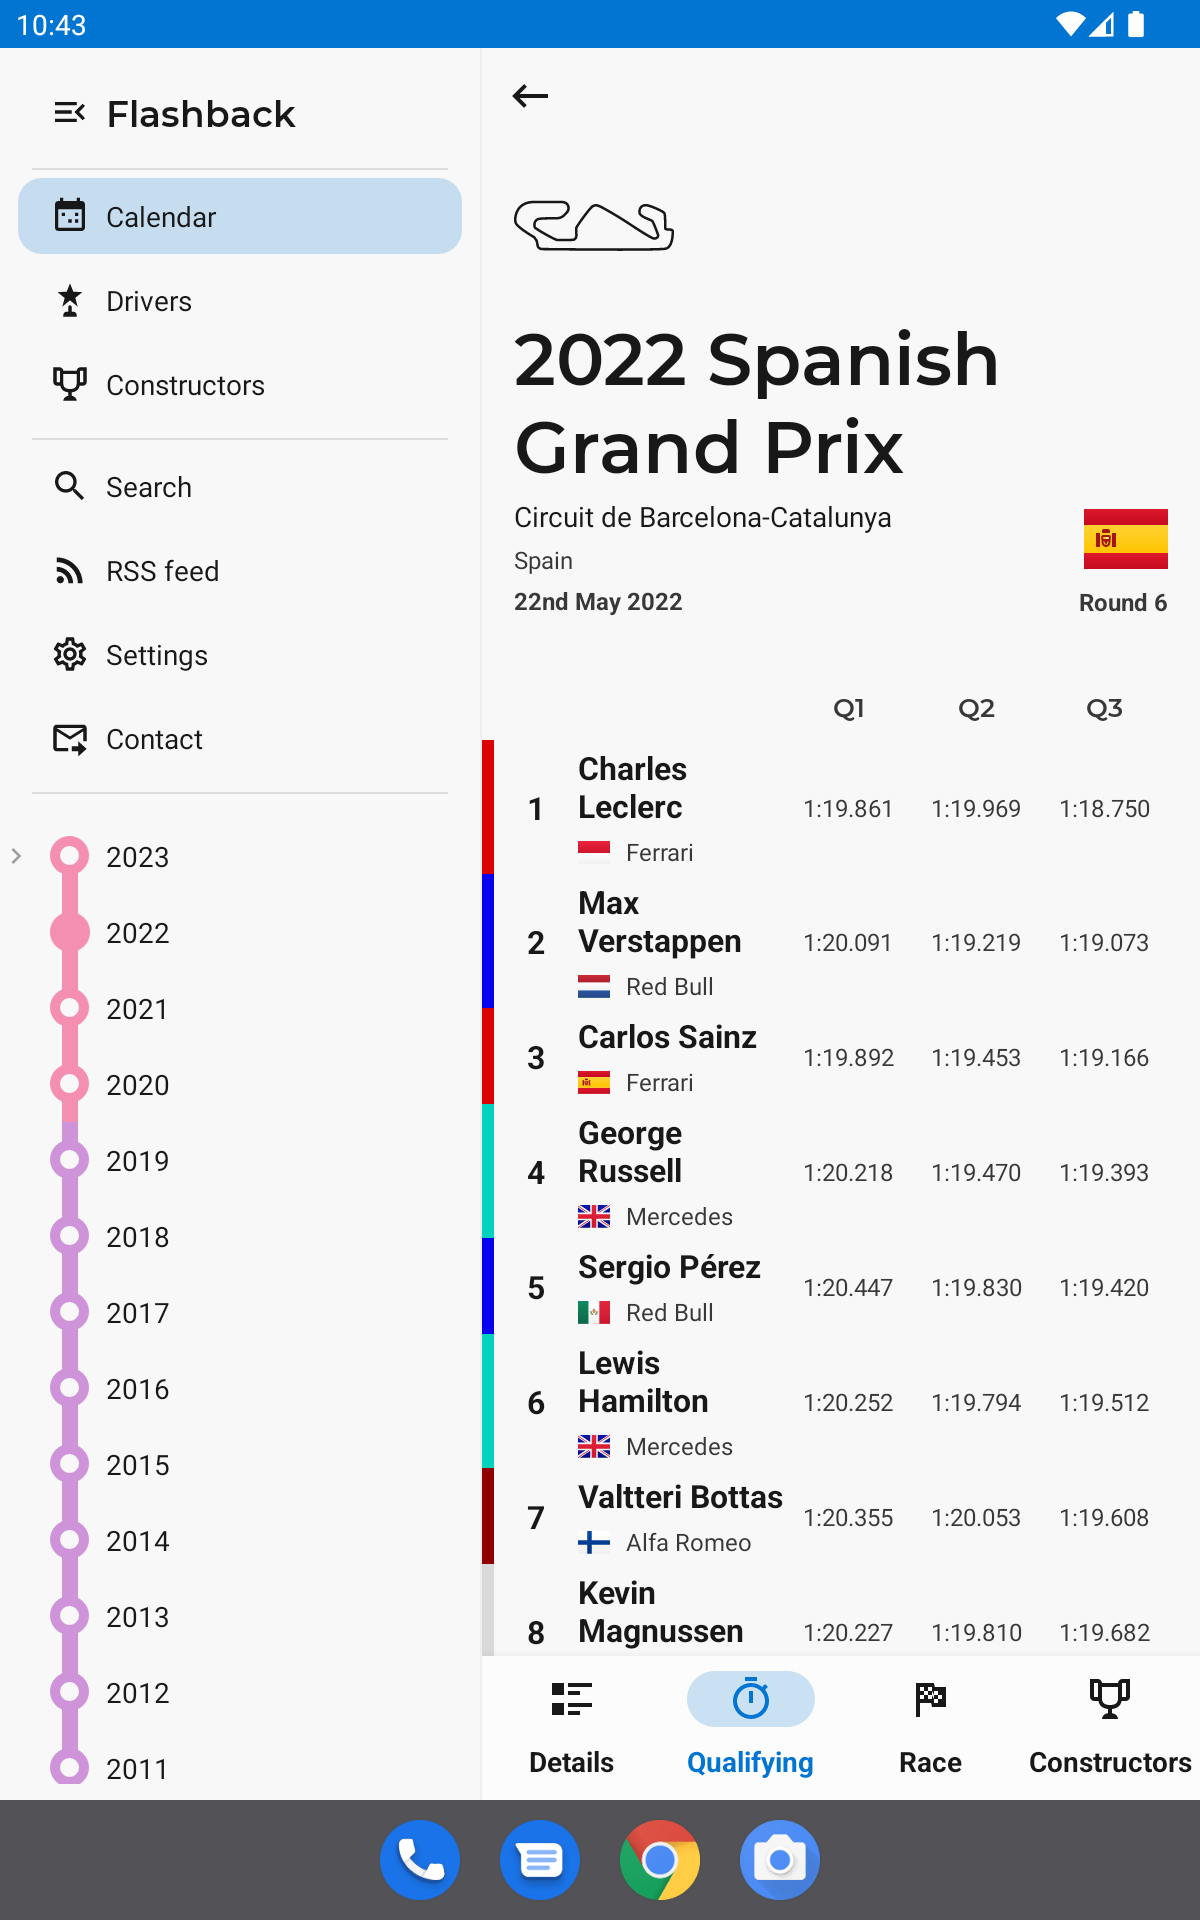 10:43
Flashback
Calendar
Drivers
Constructors
Search
RSS feed
Settings
Contact
2023
2022
2021
2020
2019
2018
2017
2016
2015
2014
2013
2012
2011
2022 Spanish
Grand Prix
Circuit de Barcelona-Catalunya
Spain
22nd May 2022
Round 6
Q1 Q2 Q3
Charles
1 Leclerc 1:19.861 1:19.969 1:18.750
Ferrari
Max
2 Verstappen 1:20.091 1:19.219 1:19.073
Red Bull
Carlos Sainz
3 1:19.892 1:19.453 1:19.166
Ferrari
George
4 Russell 1:20.218 1:19.470 1:19.393
Mercedes
Sergio Pérez
5 1:20.447 1:19.830 1:19.420
Red Bull
Lewis
6 Hamilton 1:20.252 1:19.794 1:19.512
Mercedes
Valtteri Bottas
7 1:20.355 1:20.053 1:19.608
Alfa Romeo
Kevin
8 Magnussen 1:20.227 1:19.810 1:19.682
Details Qualifying Race Constructors